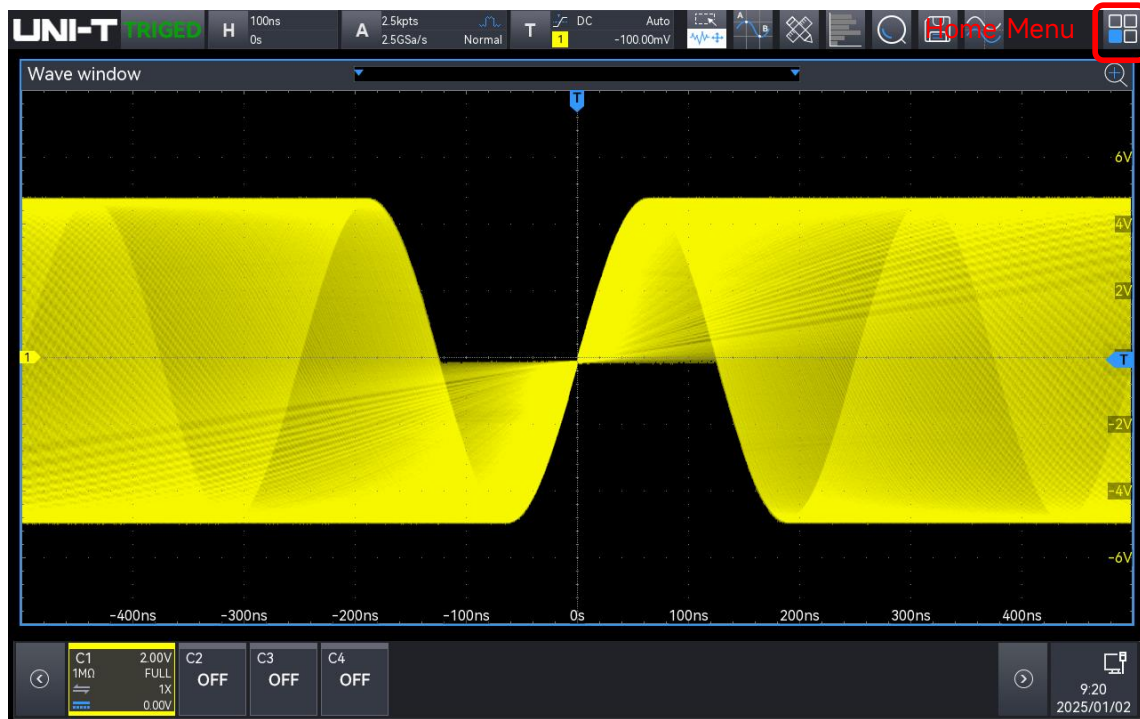 UNI-T TRIGED H 100ns A 2.5kpts T DC Auto Home Menu
0s 2.5GSa/s Normal 1 -100.00mV A B
Wave window
T
6V
4V
2V
1 T
-2V
-4V
-6V
-400ns -300ns -200ns -100ns 0s 100ns 200ns 300ns 400ns
C1 2.00V C2 C3 C4
1MΩ FULL OFF OFF OFF
1X 9:20
0.00V 2025/01/02